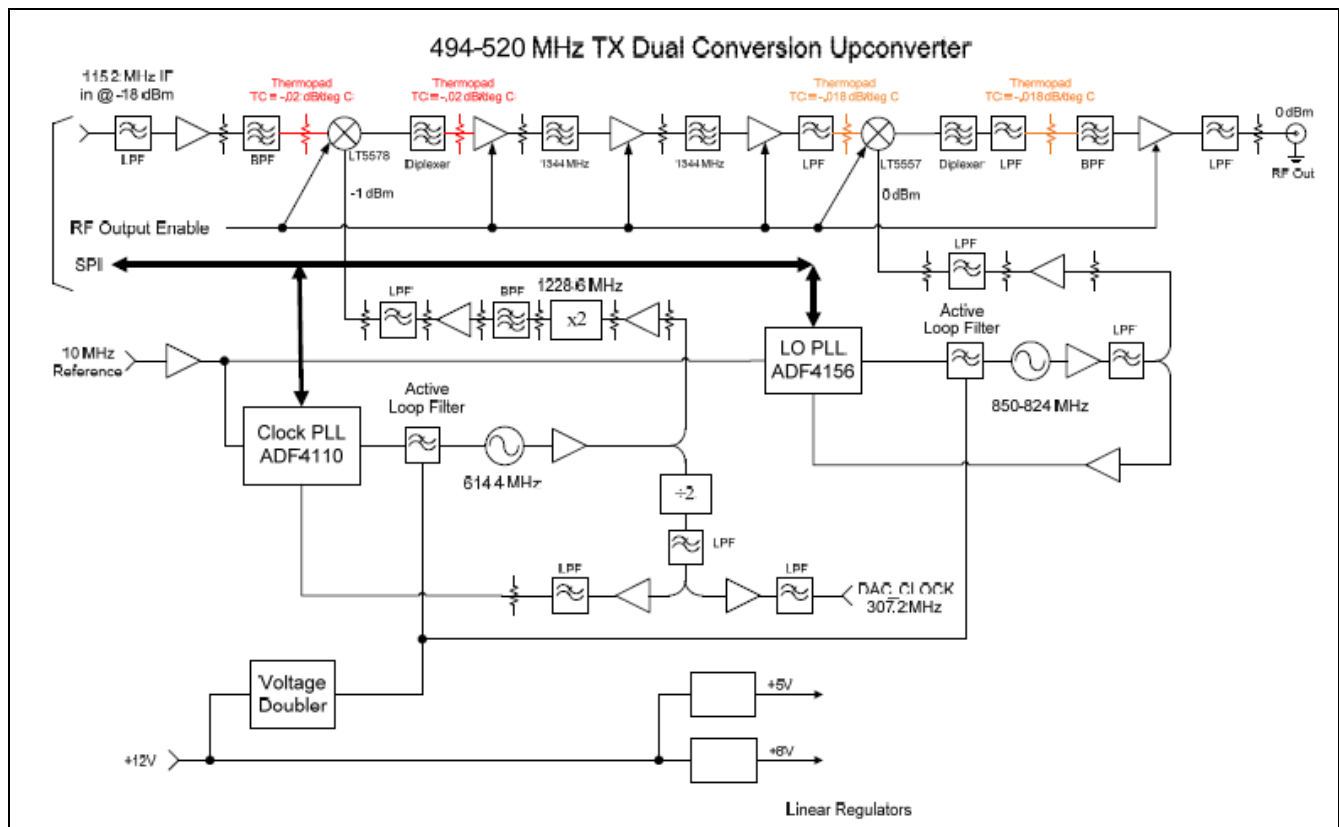 494-520 MHz TX Dual Conversion Upconverter
115.2 MHz IF
in @ -18 dBm
Thermopad
TC = -.02 dB/deg C
Thermopad
TC = -.02 dB/deg C
Thermopad
TC = -.018 dB/deg C
Thermopad
TC = -.018 dB/deg C
0 dBm
LPF
BPF
LT5578
Diplexer
1344 MHz
1344 MHz
LPF
LT5557
Diplexer
LPF
BPF
LPF
RF Out
-1 dBm
0 dBm
RF Output Enable
SPI
LPF
LPF
BPF
1228.6 MHz
x2
10 MHz
Reference
LO PLL
ADF4156
Active
Loop Filter
LPF
850-824 MHz
Clock PLL
ADF4110
Active
Loop Filter
614.4 MHz
÷2
LPF
LPF
LPF
DAC_CLOCK
307.2 MHz
Voltage
Doubler
+5V
+12V
+6V
Linear Regulators